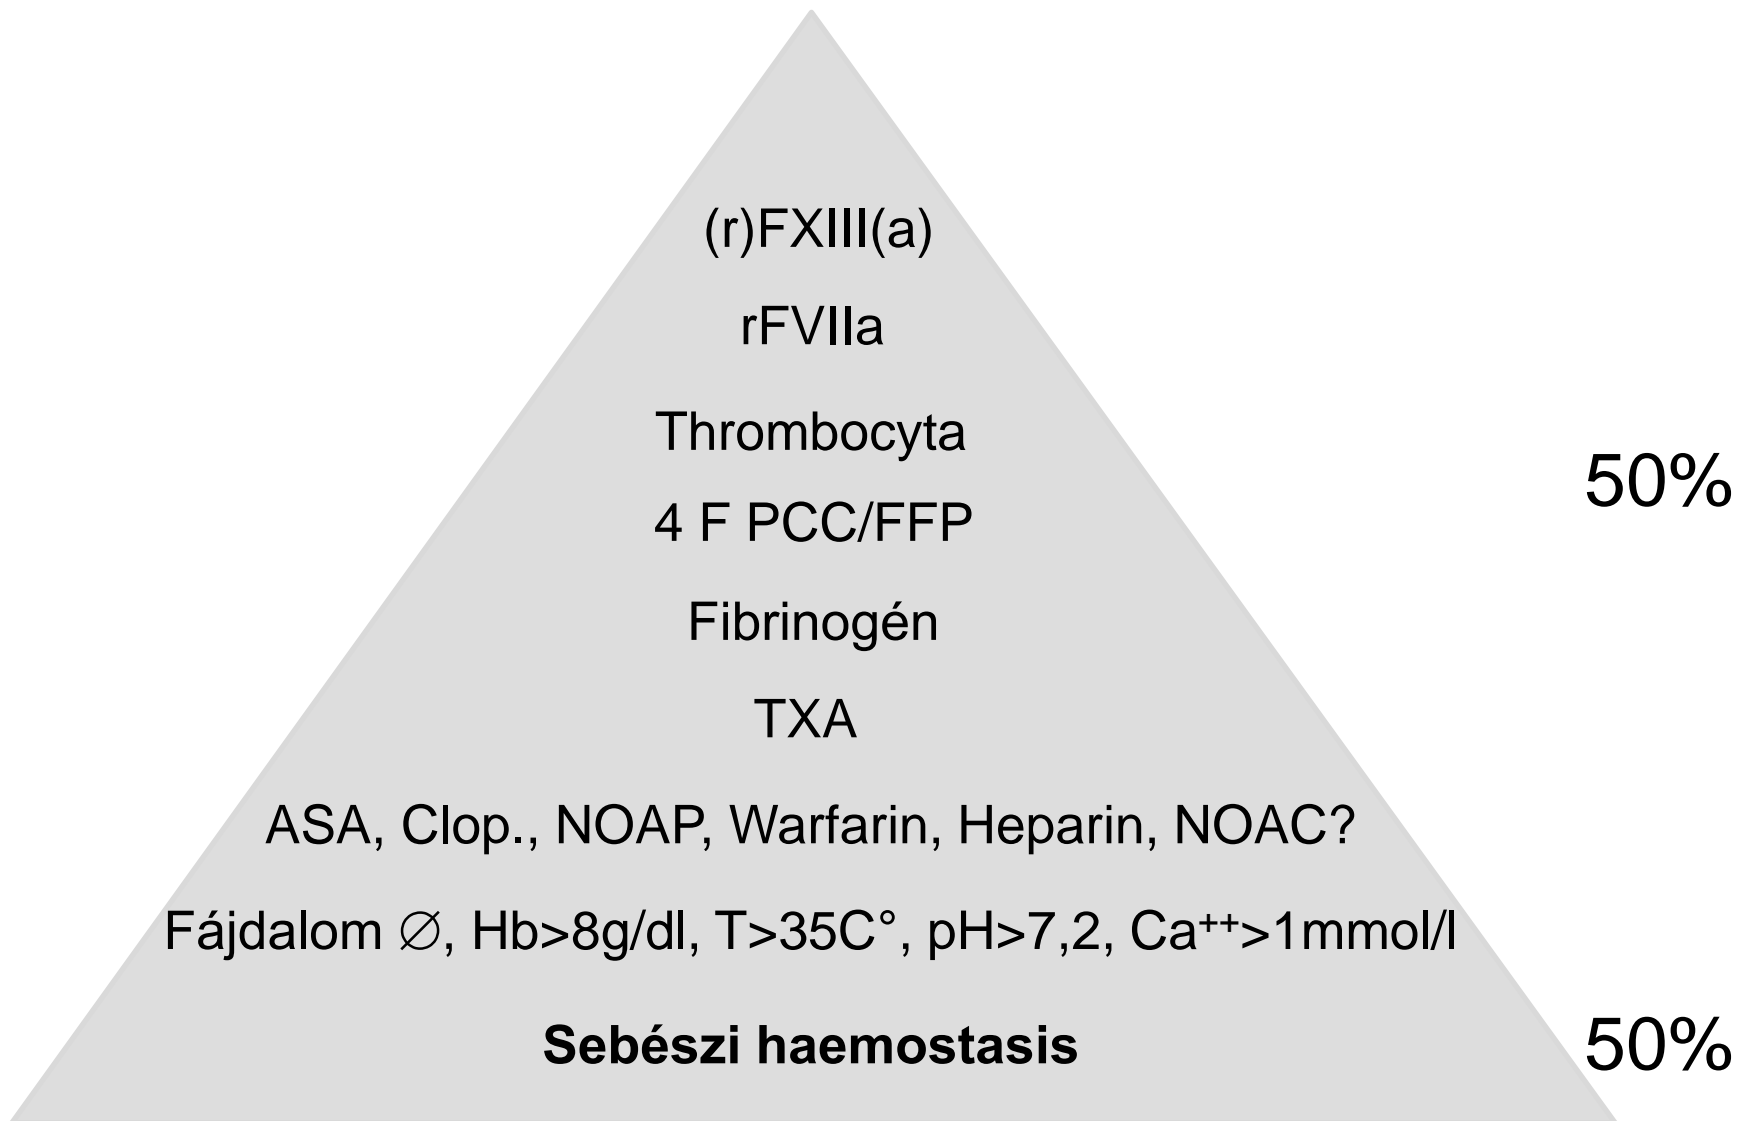 (r)FXIII(a)
rFVIIa
Thrombocyta
50%
4 F PCC/FFP
Fibrinogén
TXA
ASA, Clop., NOAP, Warfarin, Heparin, NOAC?
Fájdalom ∅, Hb>8g/dl, T>35C°, pH>7,2, Ca⁺⁺>1mmol/l
Sebészi haemostasis
50%